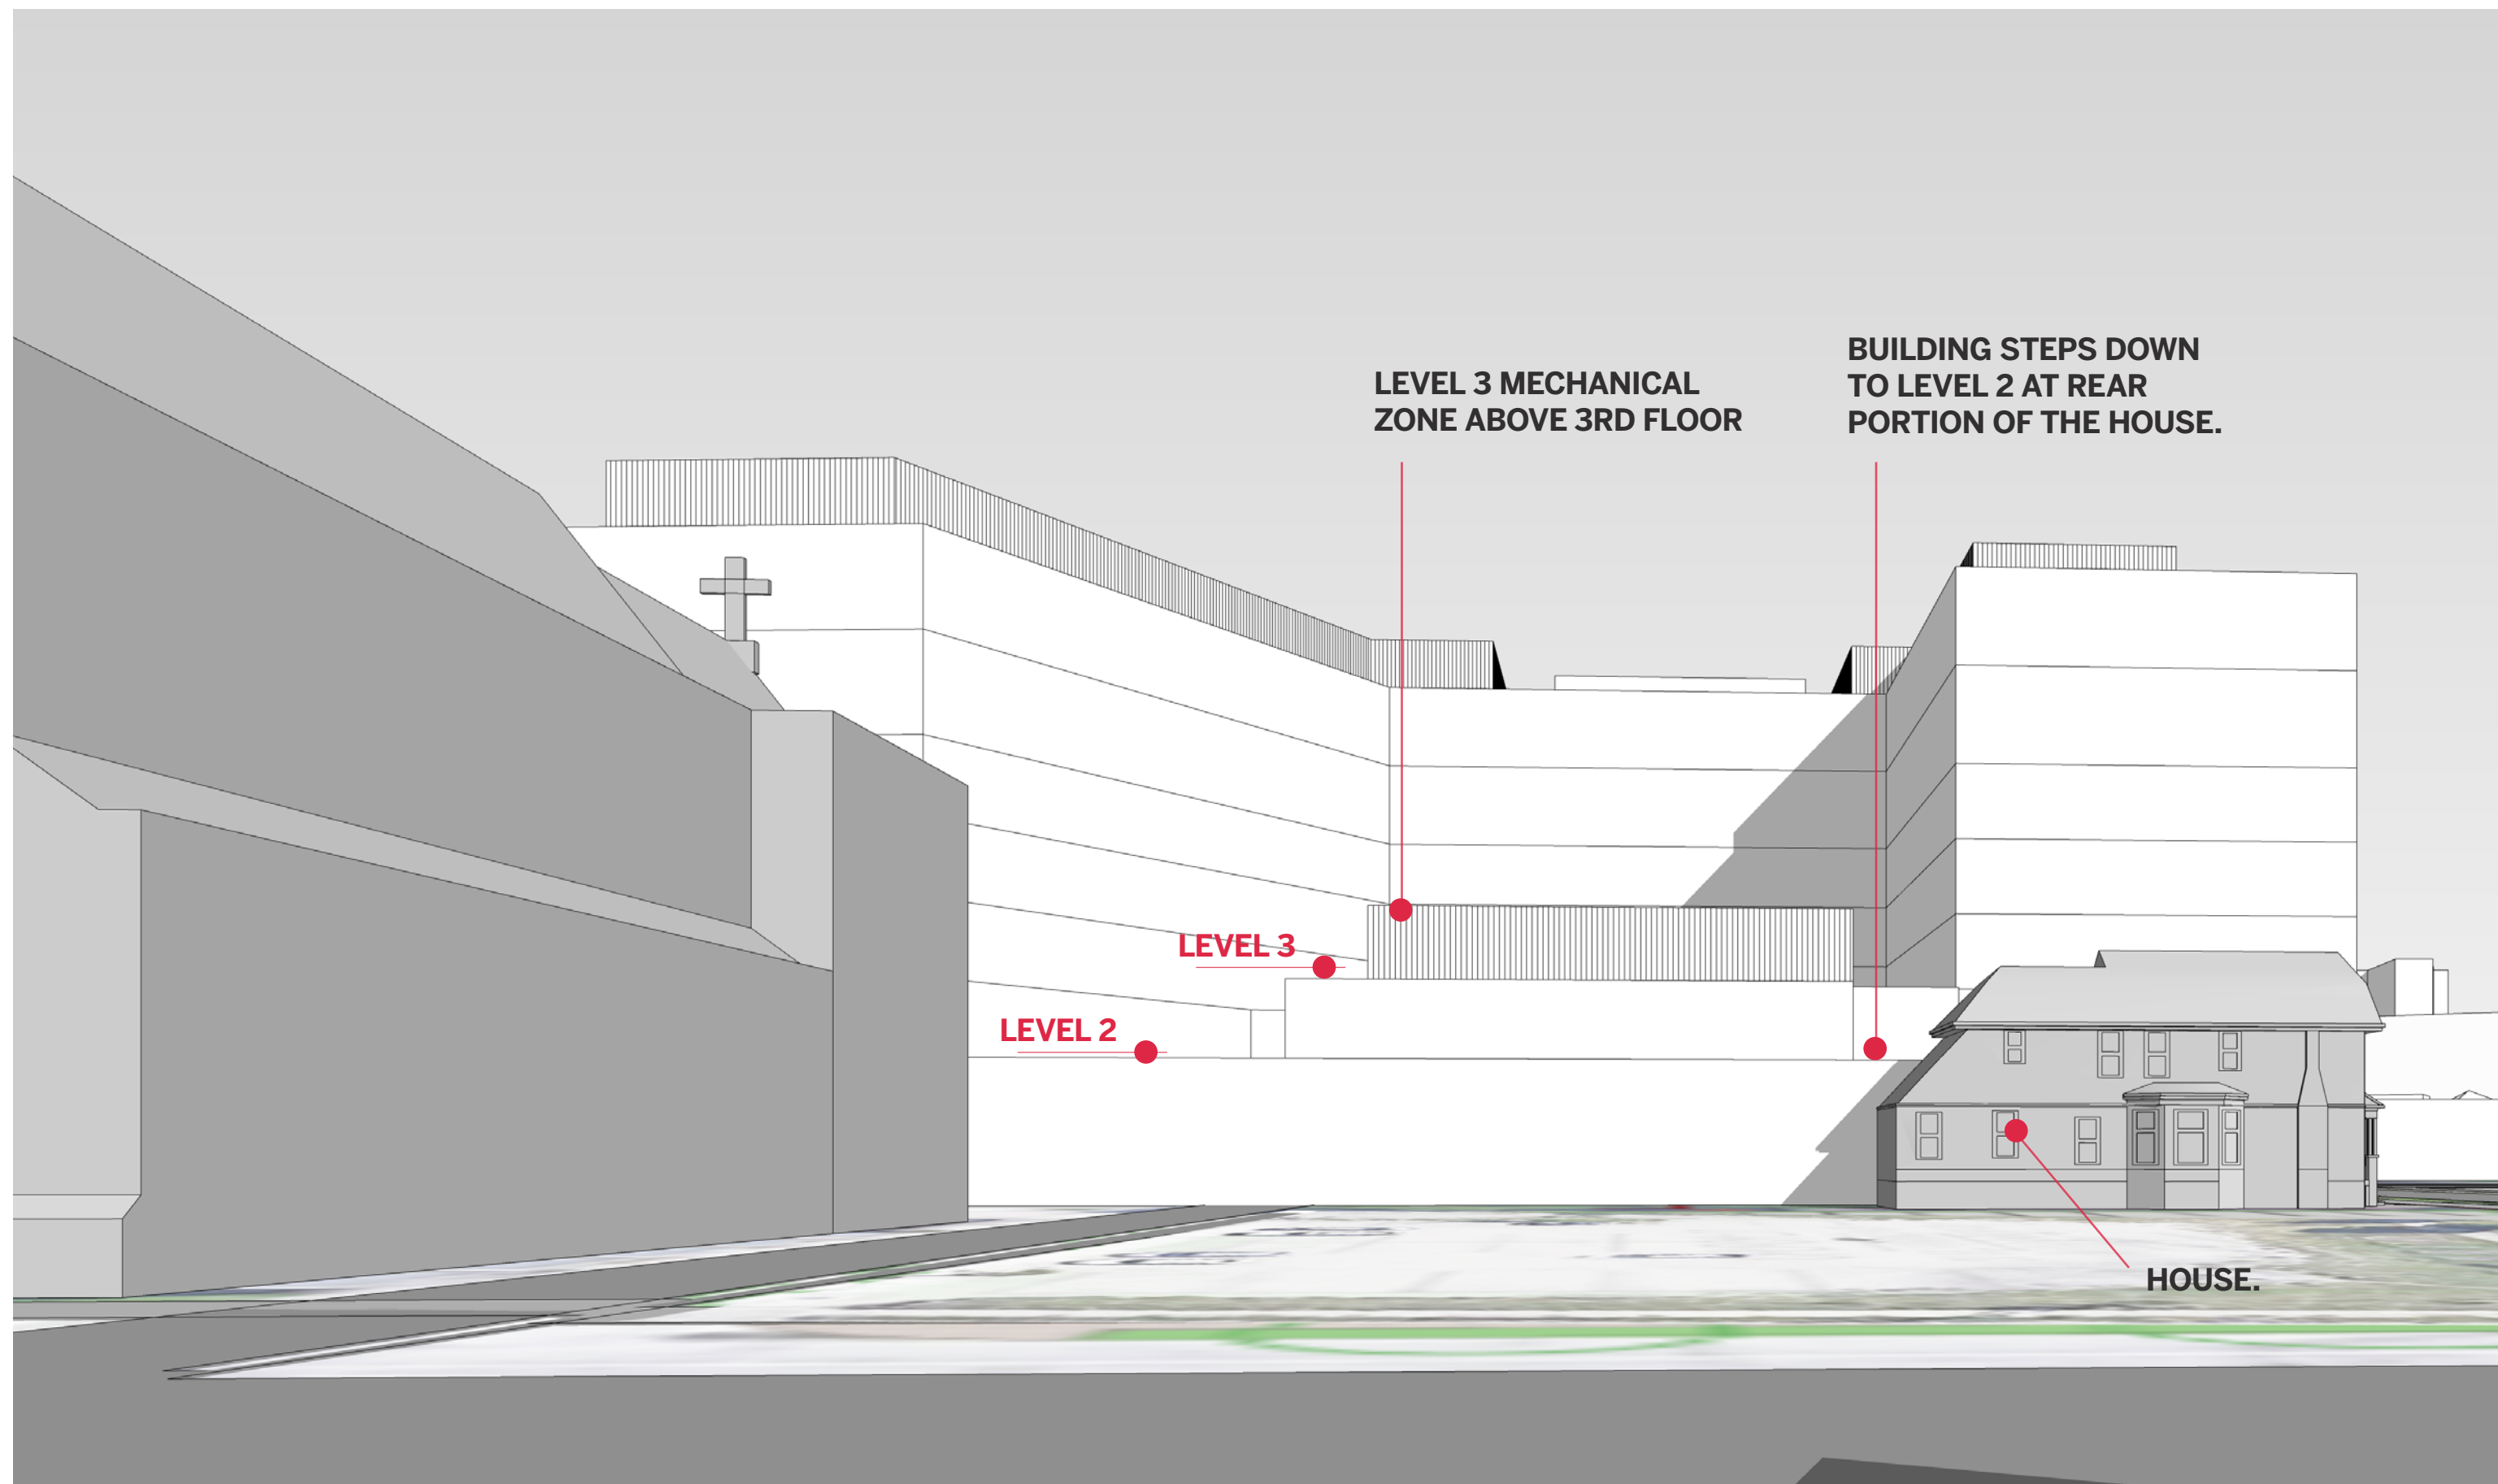 LEVEL 3 MECHANICAL
ZONE ABOVE 3RD FLOOR
BUILDING STEPS DOWN
TO LEVEL 2 AT REAR
PORTION OF THE HOUSE.
LEVEL 3
LEVEL 2
HOUSE.